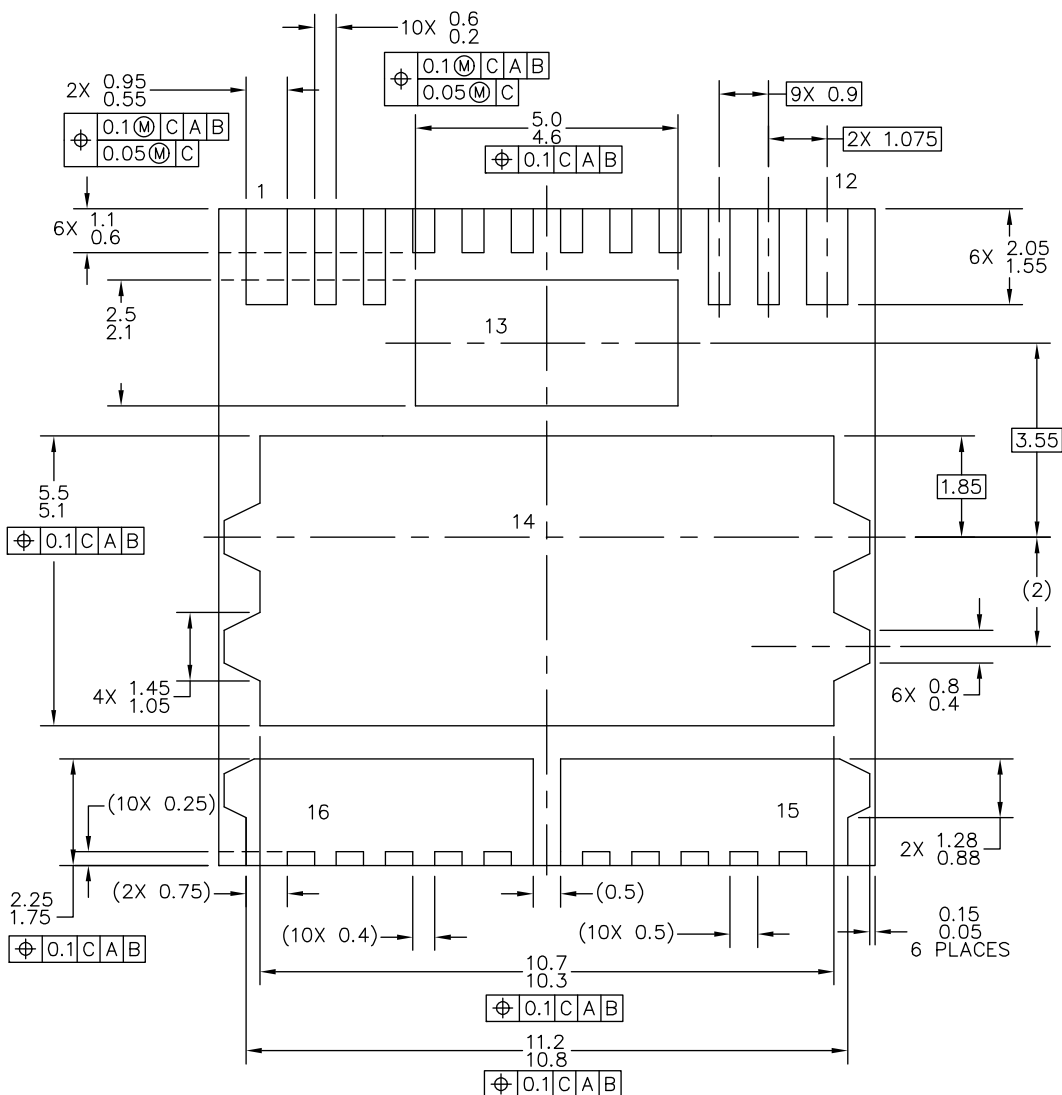 10X 0.6
0.2
⌖ 0.1 Ⓜ C A B
0.05 Ⓜ C
2X 0.95
0.55
⌖ 0.1 Ⓜ C A B
0.05 Ⓜ C
9X 0.9
5.0
4.6
⌖ 0.1 C A B
2X 1.075
1
12
6X 1.1
0.6
6X 2.05
1.55
2.5
2.1
13
3.55
1.85
5.5
5.1
⌖ 0.1 C A B
14
(2)
4X 1.45
1.05
6X 0.8
0.4
(10X 0.25)
16
15
2X 1.28
0.88
2.25
1.75
⌖ 0.1 C A B
(2X 0.75)
(0.5)
(10X 0.4)
(10X 0.5)
0.15
0.05
6 PLACES
10.7
10.3
⌖ 0.1 C A B
11.2
10.8
⌖ 0.1 C A B